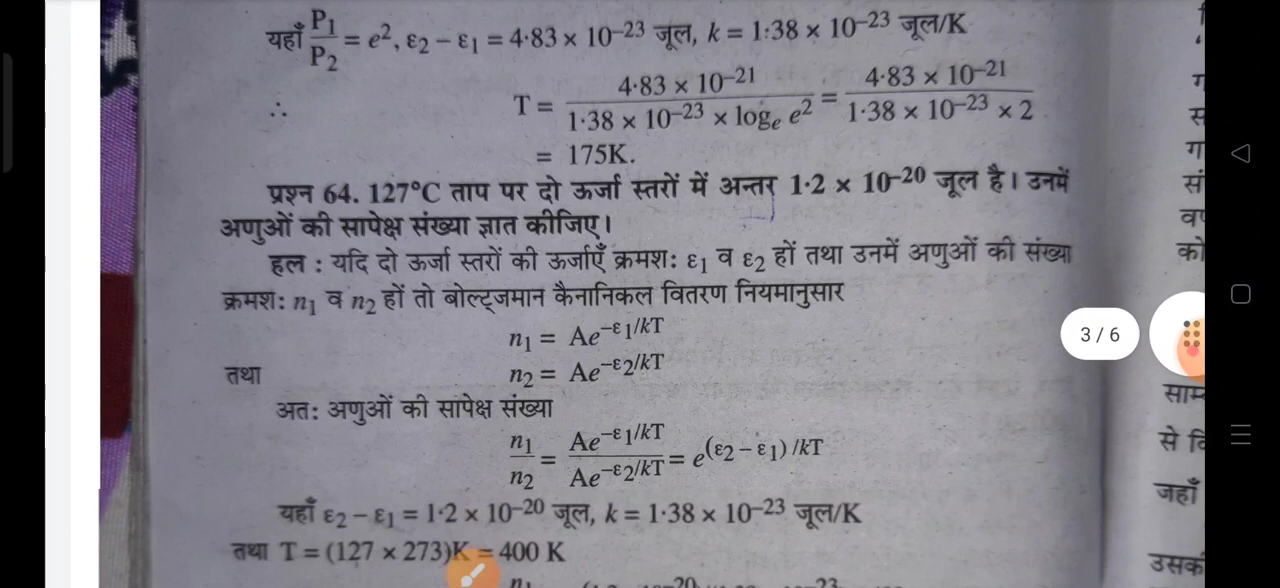 यहाँ P₁/P₂ = e², ε₂ – ε₁ = 4·83 × 10⁻²³ जूल, k = 1·38 × 10⁻²³ जूल/K
∴ T = 4·83 × 10⁻²¹ / 1·38 × 10⁻²³ × logₑ e² = 4·83 × 10⁻²¹ / 1·38 × 10⁻²³ × 2
= 175K.
प्रश्न 64. 127°C ताप पर दो ऊर्जा स्तरों में अन्तर 1·2 × 10⁻²⁰ जूल है। उनमें
अणुओं की सापेक्ष संख्या ज्ञात कीजिए।
हल : यदि दो ऊर्जा स्तरों की ऊर्जाएँ क्रमशः ε₁ व ε₂ हों तथा उनमें अणुओं की संख्या
क्रमशः n₁ व n₂ हों तो बोल्ट्जमान कैनानिकल वितरण नियमानुसार
n₁ = Ae^–ε₁/kT
तथा n₂ = Ae^–ε₂/kT
अतः अणुओं की सापेक्ष संख्या
n₁/n₂ = Ae^–ε₁/kT / Ae^–ε₂/kT = e^(ε₂ – ε₁) /kT
यहाँ ε₂ – ε₁ = 1·2 × 10⁻²⁰ जूल, k = 1·38 × 10⁻²³ जूल/K
तथा T = (127 × 273)K = 400 K
3 / 6
से
जहाँ
उसक